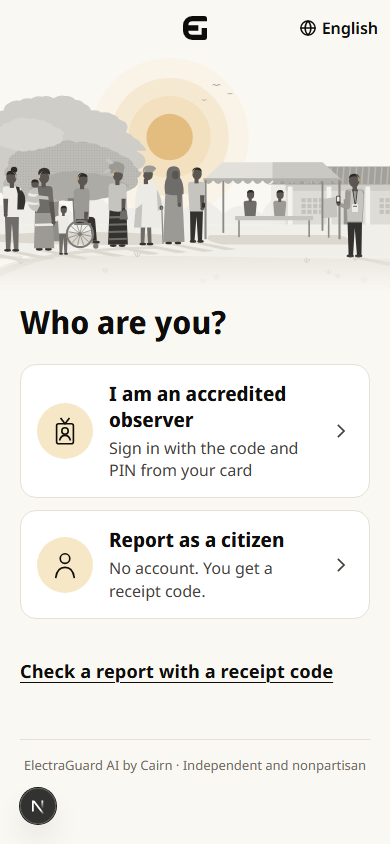 English
Who are you?
I am an accredited
observer
Sign in with the code and
PIN from your card
Report as a citizen
No account. You get a
receipt code.
Check a report with a receipt code
ElectraGuard AI by Cairn · Independent and nonpartisan
N